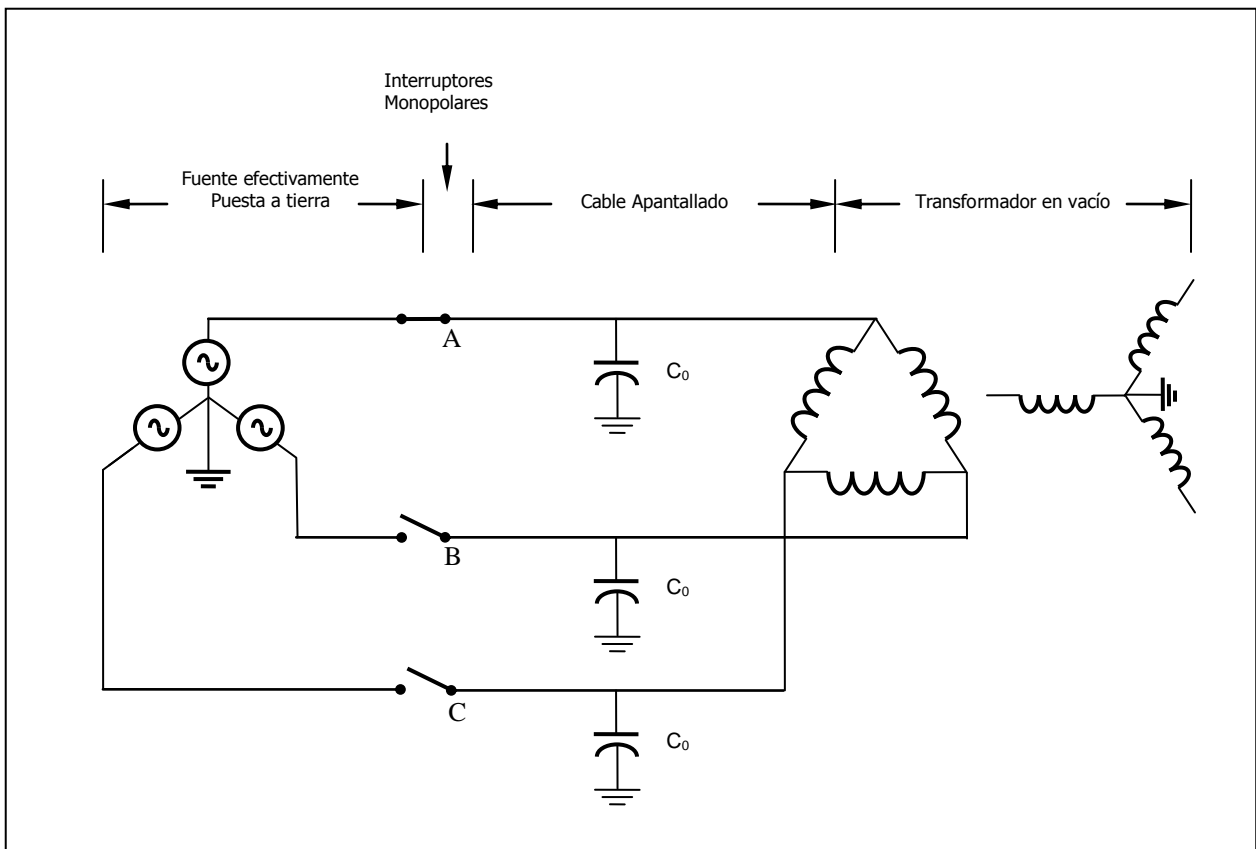 Interruptores
Monopolares
Fuente efectivamente
Puesta a tierra
Cable Apantallado
Transformador en vacío
A
C₀
B
C₀
C
C₀